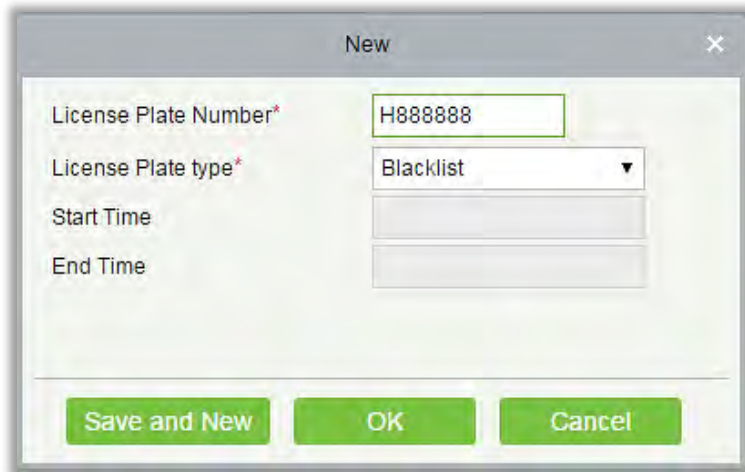 New ×
License Plate Number* H888888
License Plate type* Blacklist ▼
Start Time
End Time
Save and New OK Cancel